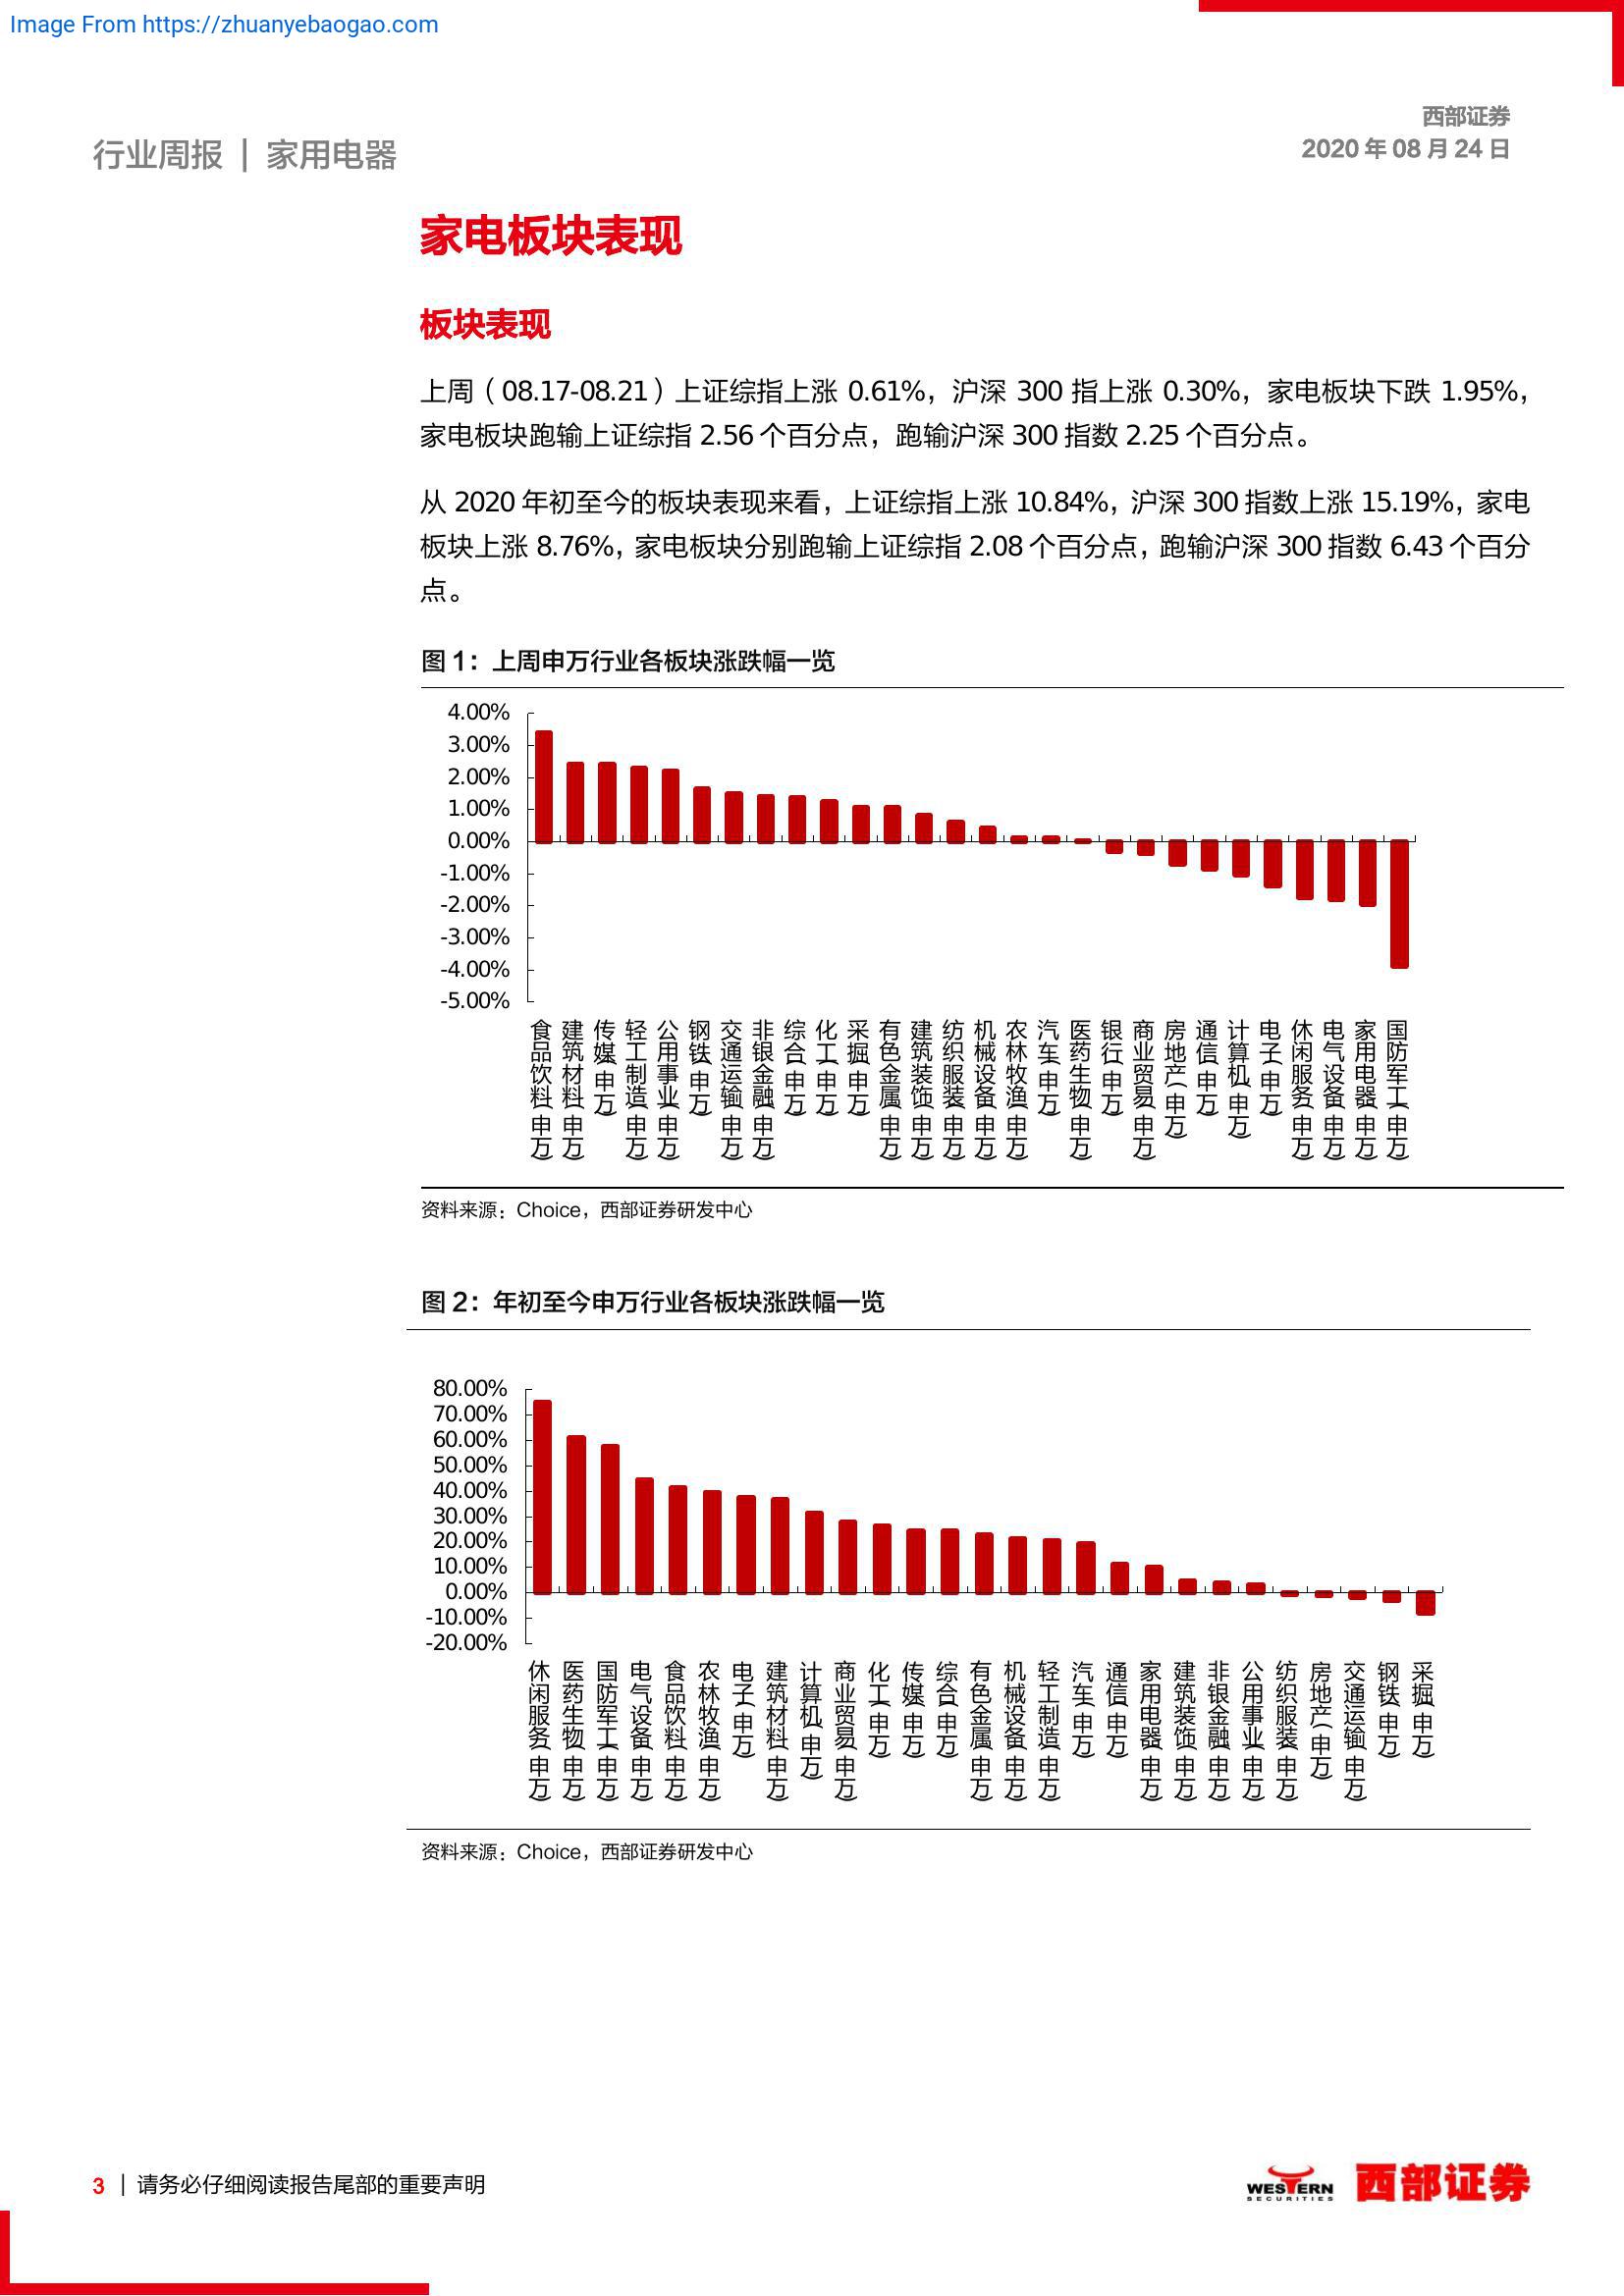 Image From https://zhuanyebaogao.com
西部证券
行业周报 | 家用电器
2020 年 08 月 24 日
家电板块表现
板块表现
上周（08.17-08.21）上证综指上涨 0.61%，沪深 300 指上涨 0.30%，家电板块下跌 1.95%，
家电板块跑输上证综指 2.56 个百分点，跑输沪深 300 指数 2.25 个百分点。
从 2020 年初至今的板块表现来看，上证综指上涨 10.84%，沪深 300 指数上涨 15.19%，家电
板块上涨 8.76%，家电板块分别跑输上证综指 2.08 个百分点，跑输沪深 300 指数 6.43 个百分
点。
图 1：上周申万行业各板块涨跌幅一览
4.00%
3.00%
2.00%
1.00%
0.00%
-1.00%
-2.00%
-3.00%
-4.00%
-5.00%
食品饮料(申万)
建筑材料(申万)
传媒(申万)
轻工制造(申万)
公用事业(申万)
钢铁(申万)
交通运输(申万)
非银金融(申万)
综合(申万)
化工(申万)
采掘(申万)
有色金属(申万)
建筑装饰(申万)
纺织服装(申万)
机械设备(申万)
农林牧渔(申万)
汽车(申万)
医药生物(申万)
银行(申万)
商业贸易(申万)
房地产(申万)
通信(申万)
计算机(申万)
电子(申万)
休闲服务(申万)
电气设备(申万)
家用电器(申万)
国防军工(申万)
资料来源：Choice，西部证券研发中心
图 2：年初至今申万行业各板块涨跌幅一览
80.00%
70.00%
60.00%
50.00%
40.00%
30.00%
20.00%
10.00%
0.00%
-10.00%
-20.00%
休闲服务(申万)
医药生物(申万)
国防军工(申万)
电气设备(申万)
食品饮料(申万)
农林牧渔(申万)
电子(申万)
建筑材料(申万)
计算机(申万)
商业贸易(申万)
化工(申万)
传媒(申万)
综合(申万)
有色金属(申万)
机械设备(申万)
轻工制造(申万)
汽车(申万)
通信(申万)
家用电器(申万)
建筑装饰(申万)
非银金融(申万)
公用事业(申万)
纺织服装(申万)
房地产(申万)
交通运输(申万)
钢铁(申万)
采掘(申万)
资料来源：Choice，西部证券研发中心
3 | 请务必仔细阅读报告尾部的重要声明
WESTERN
SECURITIES
西部证券